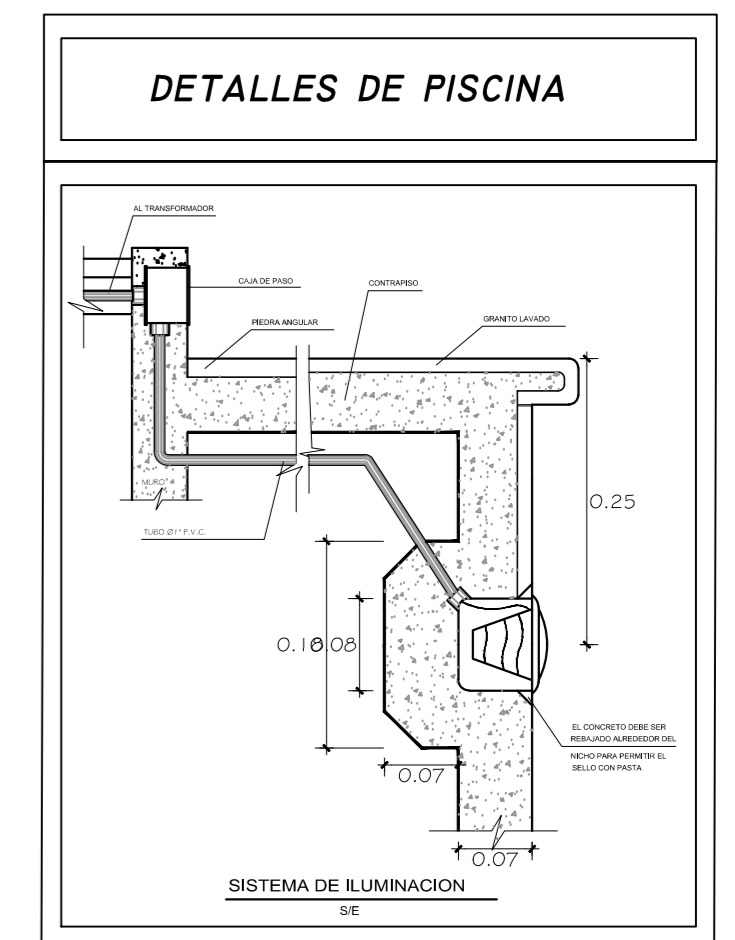 DETALLES DE PISCINA
AL TRANSFORMADOR
CAJA DE PASO
CONTRAPISO
PIEDRA ANGULAR
GRANITO LAVADO
MURO
TUBO Ø1" P.V.C.
0.25
0.08
EL CONCRETO DEBE SER
REBAJADO ALREDEDOR DEL
NICHO PARA PERMITIR EL
SELLO CON PASTA
0.07
0.07
SISTEMA DE ILUMINACION
S/E